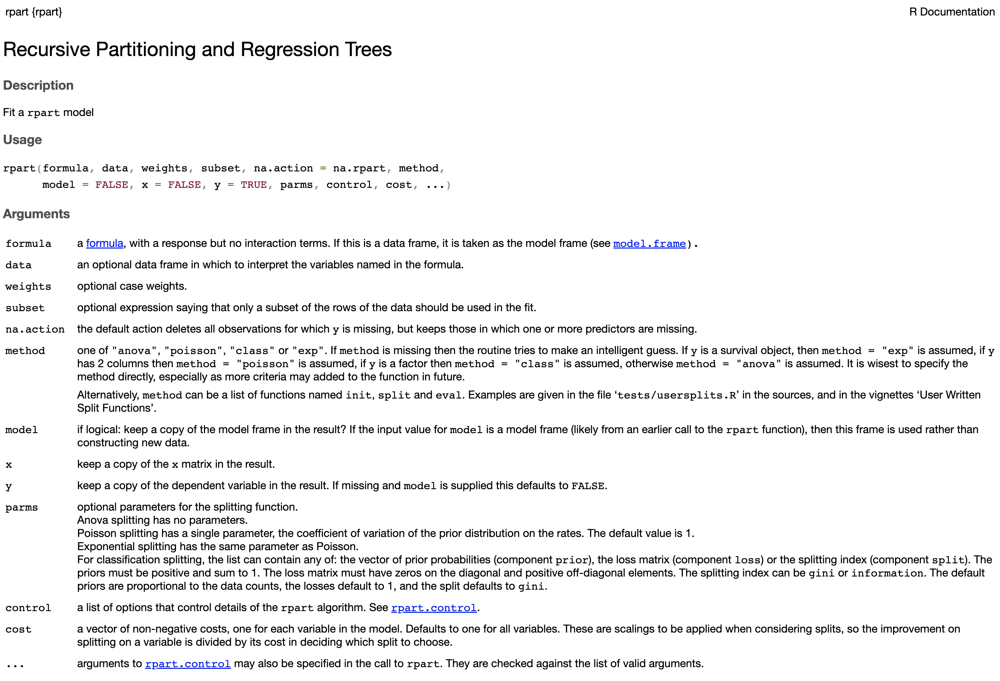 rpart {rpart}
R Documentation
Recursive Partitioning and Regression Trees
Description
Fit a rpart model
Usage
rpart(formula, data, weights, subset, na.action = na.rpart, method,
      model = FALSE, x = FALSE, y = TRUE, parms, control, cost, ...)
Arguments
formula a formula, with a response but no interaction terms. If this is a data frame, it is taken as the model frame (see model.frame).
data an optional data frame in which to interpret the variables named in the formula.
weights optional case weights.
subset optional expression saying that only a subset of the rows of the data should be used in the fit.
na.action the default action deletes all observations for which y is missing, but keeps those in which one or more predictors are missing.
method one of "anova", "poisson", "class" or "exp". If method is missing then the routine tries to make an intelligent guess. If y is a survival object, then method = "exp" is assumed, if y
has 2 columns then method = "poisson" is assumed, if y is a factor then method = "class" is assumed, otherwise method = "anova" is assumed. It is wisest to specify the
method directly, especially as more criteria may added to the function in future.
Alternatively, method can be a list of functions named init, split and eval. Examples are given in the file ‘tests/usersplits.R’ in the sources, and in the vignettes ‘User Written
Split Functions’.
model if logical: keep a copy of the model frame in the result? If the input value for model is a model frame (likely from an earlier call to the rpart function), then this frame is used rather than
constructing new data.
x keep a copy of the x matrix in the result.
y keep a copy of the dependent variable in the result. If missing and model is supplied this defaults to FALSE.
parms optional parameters for the splitting function.
Anova splitting has no parameters.
Poisson splitting has a single parameter, the coefficient of variation of the prior distribution on the rates. The default value is 1.
Exponential splitting has the same parameter as Poisson.
For classification splitting, the list can contain any of: the vector of prior probabilities (component prior), the loss matrix (component loss) or the splitting index (component split). The
priors must be positive and sum to 1. The loss matrix must have zeros on the diagonal and positive off-diagonal elements. The splitting index can be gini or information. The default
priors are proportional to the data counts, the losses default to 1, and the split defaults to gini.
control a list of options that control details of the rpart algorithm. See rpart.control.
cost a vector of non-negative costs, one for each variable in the model. Defaults to one for all variables. These are scalings to be applied when considering splits, so the improvement on
splitting on a variable is divided by its cost in deciding which split to choose.
... arguments to rpart.control may also be specified in the call to rpart. They are checked against the list of valid arguments.